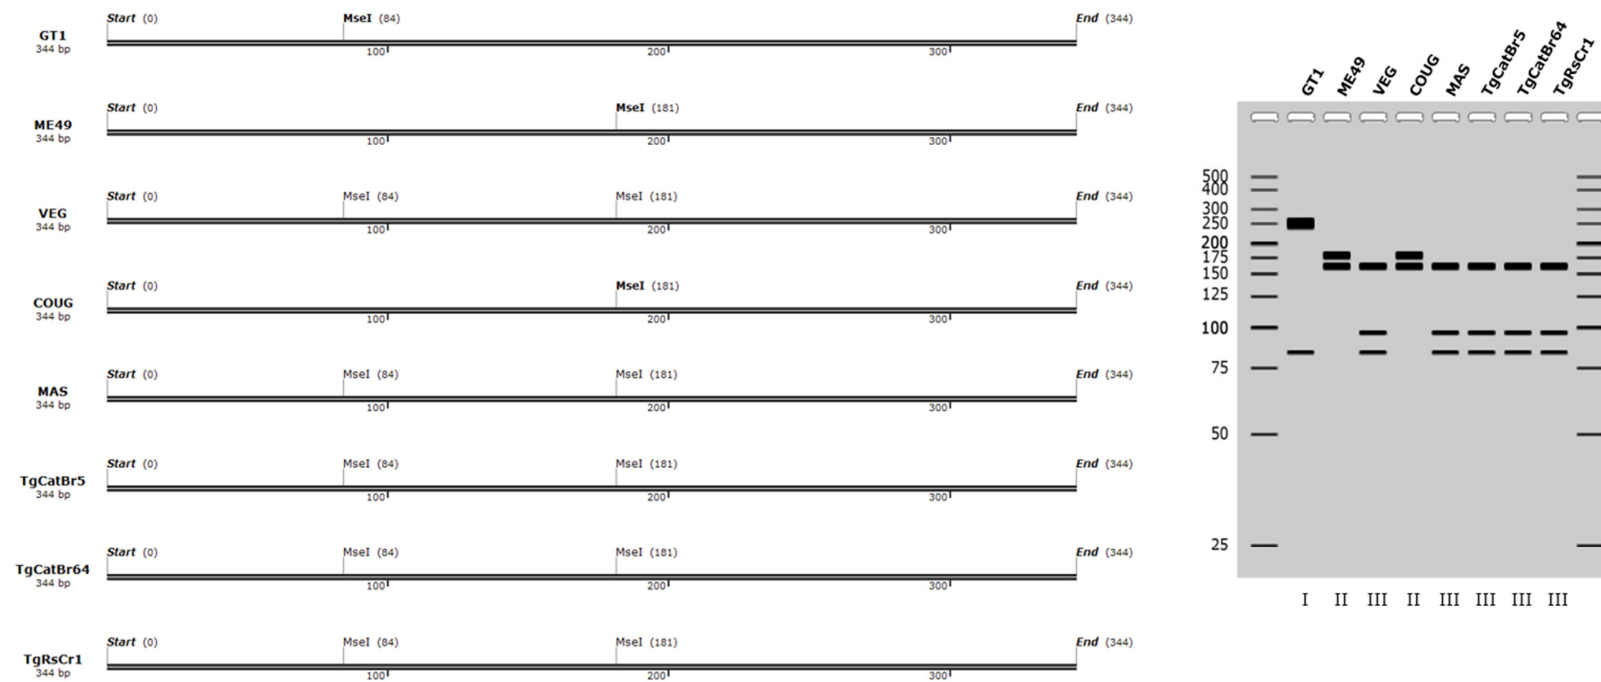 Start (0) MseI (84) End (344)
GT1
344 bp
100 200 300
Start (0) MseI (181) End (344)
ME49
344 bp
100 200 300
Start (0) MseI (84) MseI (181) End (344)
VEG
344 bp
100 200 300
Start (0) MseI (181) End (344)
COUG
344 bp
100 200 300
Start (0) MseI (84) MseI (181) End (344)
MAS
344 bp
100 200 300
Start (0) MseI (84) MseI (181) End (344)
TgCatBr5
344 bp
100 200 300
Start (0) MseI (84) MseI (181) End (344)
TgCatBr64
344 bp
100 200 300
Start (0) MseI (84) MseI (181) End (344)
TgRsCr1
344 bp
100 200 300
GT1 ME49 VEG COUG MAS TgCatBr5 TgCatBr64 TgRsCr1
500
400
300
250
200
175
150
125
100
75
50
25
I II III II III III III III